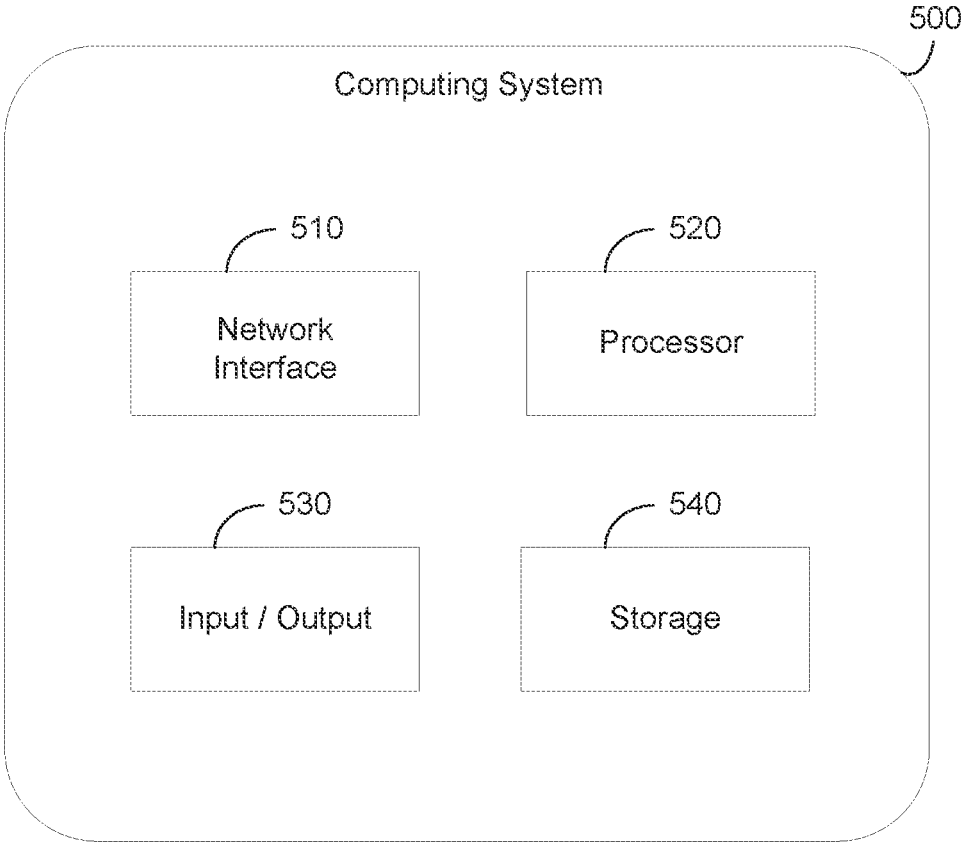 500
Computing System
510
520
Network
Interface
Processor
530
540
Input / Output
Storage